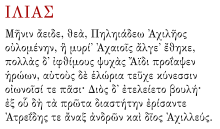 ΙΛΙΑΣ
Μῆνιν ἄειδε, θεὰ, Πηληιάδεω Ἀχιλῆος
οὐλομένην, ἣ μυρί’ Ἀχαιοῖς ἄλγε’ ἔθηκε,
πολλὰς δ’ ἰφθίμους ψυχὰς Ἄϊδι προΐαψεν
ἡρώων, αὐτοὺς δὲ ἑλώρια τεῦχε κύνεσσιν
οἰωνοῖσί τε πᾶσι· Διὸς δ’ ἐτελείετο βουλή·
ἐξ οὗ δὴ τὰ πρῶτα διαστήτην ἐρίσαντε
Ἀτρεΐδης τε ἄναξ ἀνδρῶν καὶ δῖος Ἀχιλλεύς.